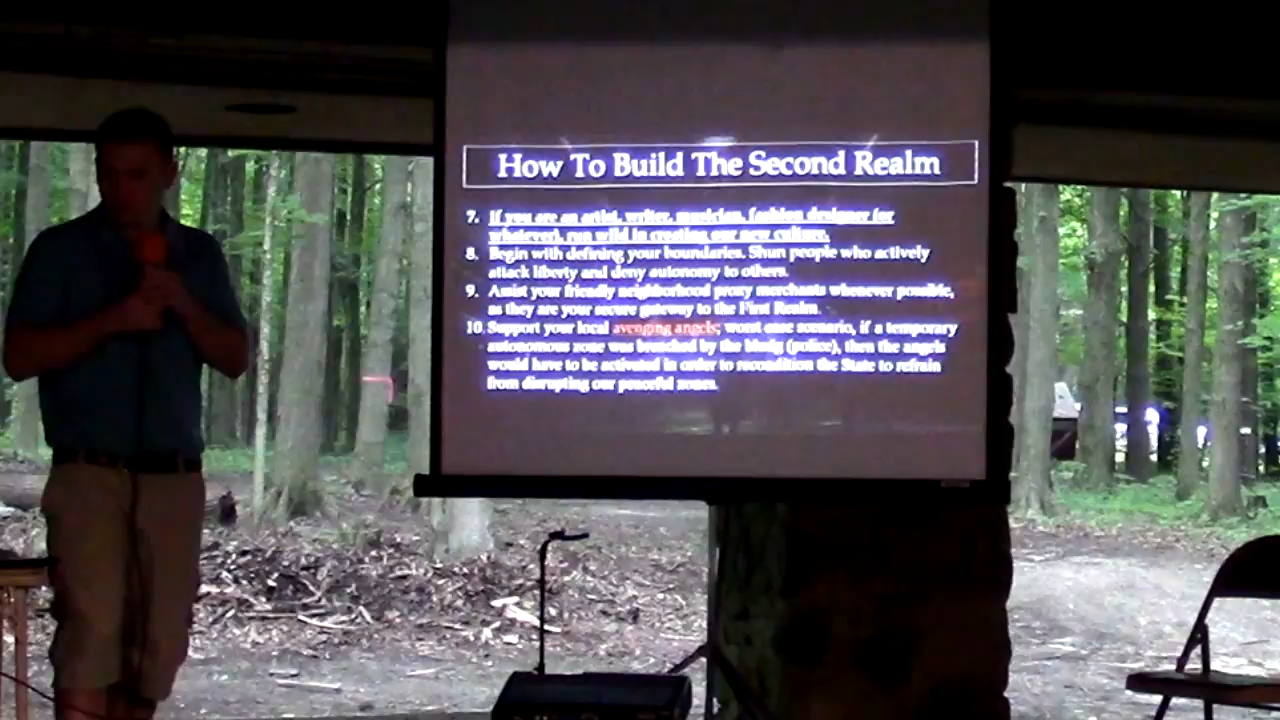 How To Build The Second Realm
7. If you are an artist, writer, musician, fashion designer (or
whatever), run wild in creating our new culture.
8. Begin with defining your boundaries. Shun people who actively
attack liberty and deny autonomy to others.
9. Assist your friendly neighborhood proxy merchants whenever possible,
as they are your secure gateway to the First Realm.
10. Support your local avenging angels; worst case scenario, if a temporary
autonomous zone was breached by the (police), then the angels
would have to be activated in order to recondition the State to refrain
from disrupting our peaceful zones.